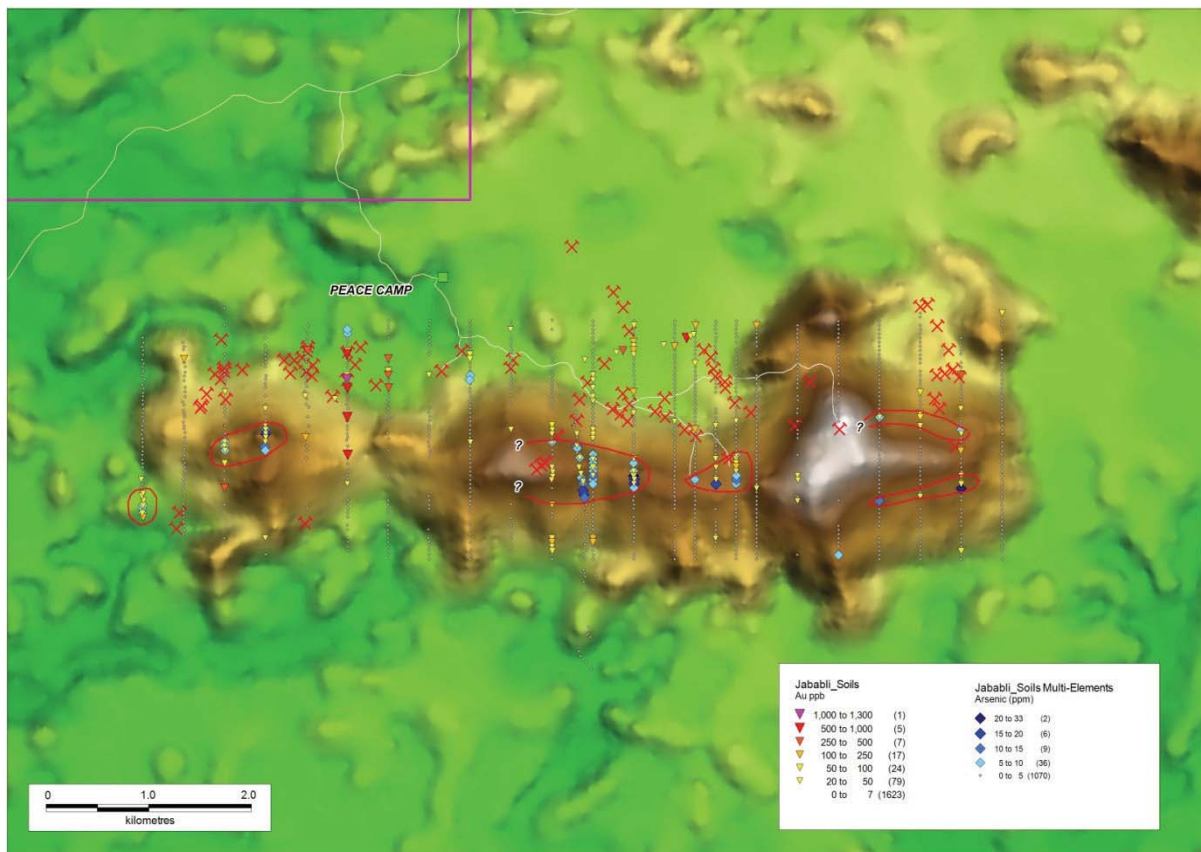 PEACE CAMP
?
?
?
Jababli_Soils
Au ppb
1,000 to 1,300 (1)
500 to 1,000 (5)
250 to 500 (7)
100 to 250 (17)
50 to 100 (24)
20 to 50 (79)
0 to 7 (1623)
Jababli_Soils Multi-Elements
Arsenic (ppm)
20 to 33 (2)
15 to 20 (6)
10 to 15 (9)
5 to 10 (36)
0 to 5 (1070)
0 1.0 2.0
kilometres